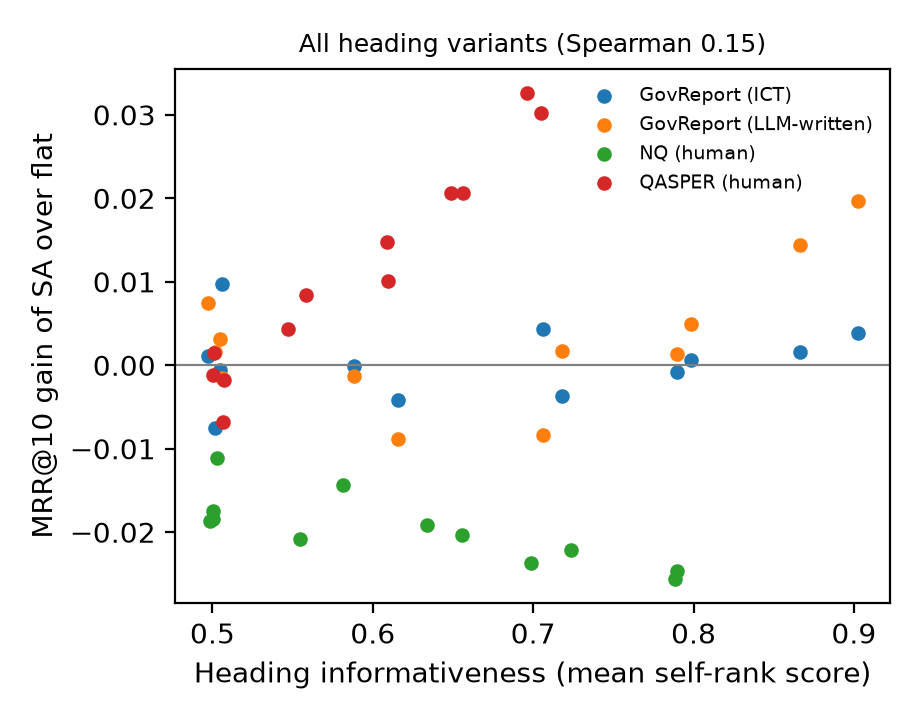 All heading variants (Spearman 0.15)
GovReport (ICT)
GovReport (LLM-written)
NQ (human)
QASPER (human)
MRR@10 gain of SA over flat
0.03
0.02
0.01
0.00
−0.01
−0.02
0.5 0.6 0.7 0.8 0.9
Heading informativeness (mean self-rank score)